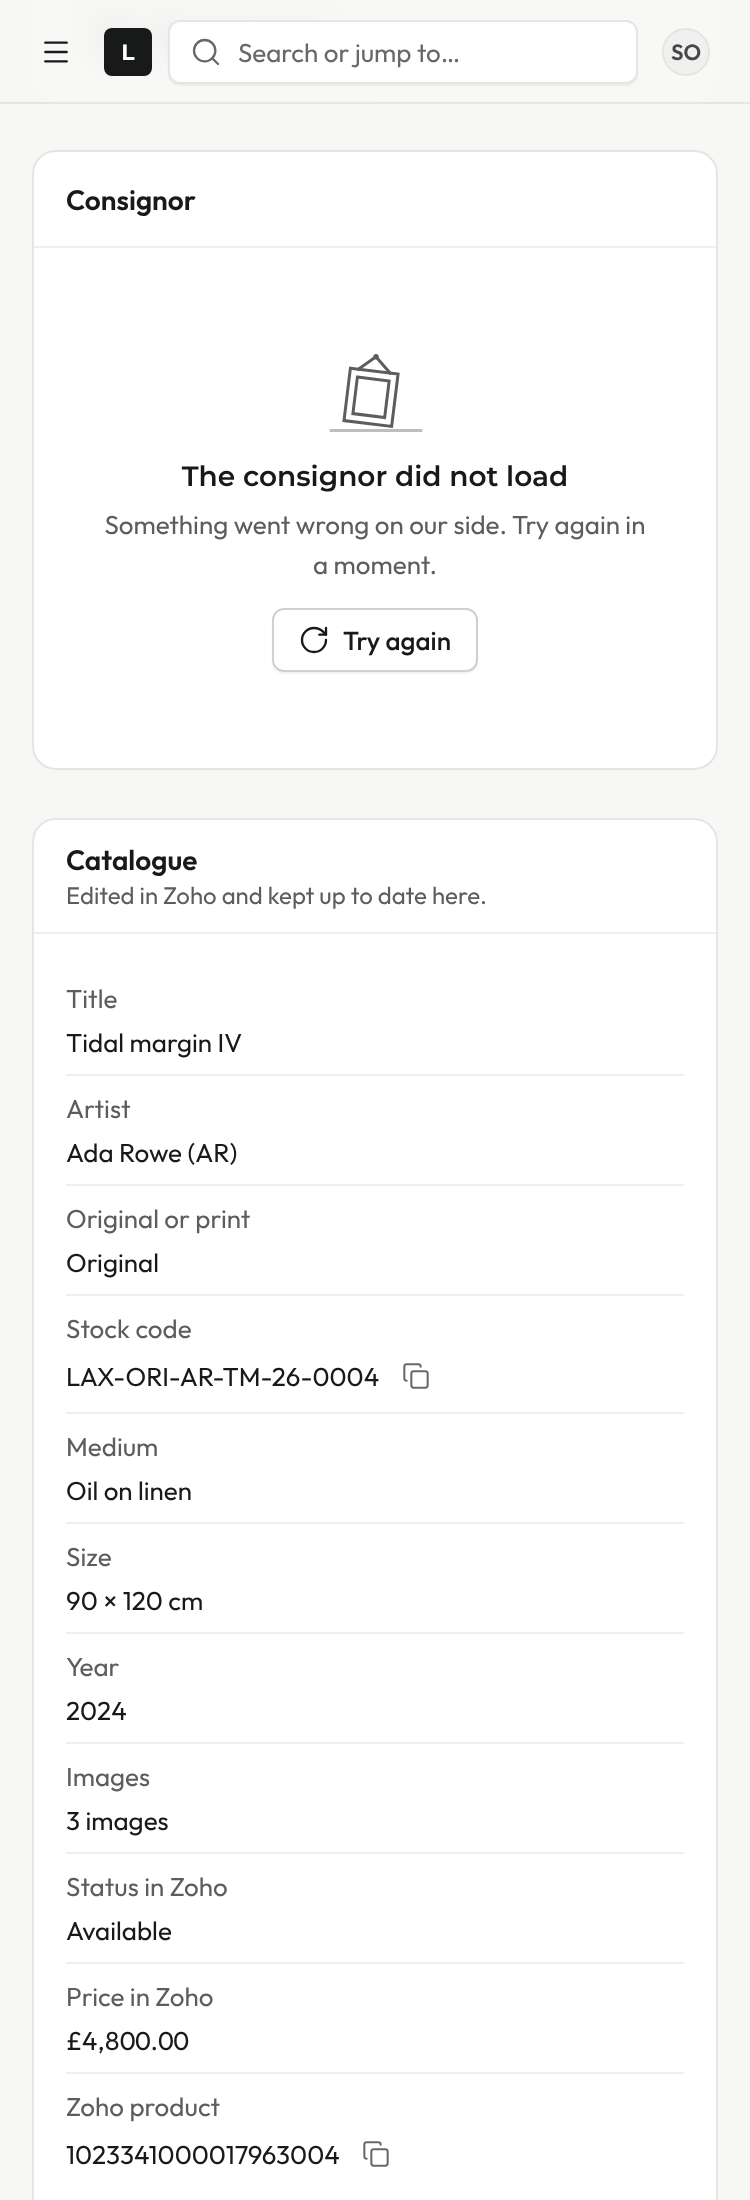 L
Search or jump to...
SO
Consignor
The consignor did not load
Something went wrong on our side. Try again in
a moment.
Try again
Catalogue
Edited in Zoho and kept up to date here.
Title
Tidal margin IV
Artist
Ada Rowe (AR)
Original or print
Original
Stock code
LAX-ORI-AR-TM-26-0004
Medium
Oil on linen
Size
90 × 120 cm
Year
2024
Images
3 images
Status in Zoho
Available
Price in Zoho
£4,800.00
Zoho product
1023341000017963004